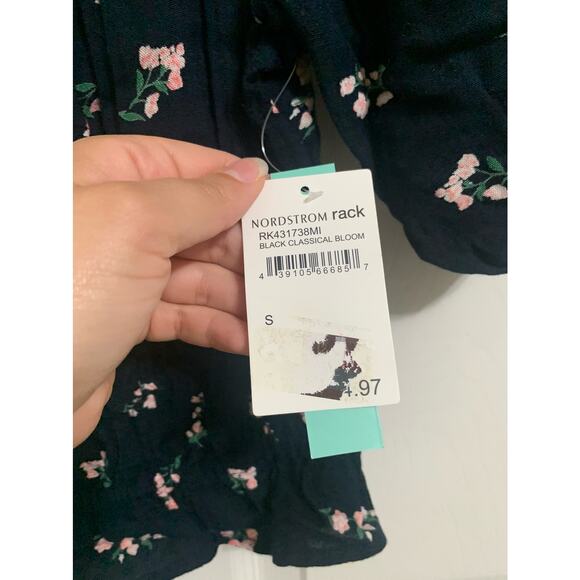 NORDSTROM rack
RK431738MI
BLACK CLASSICAL BLOOM
4 39105 66685 7
S
.97